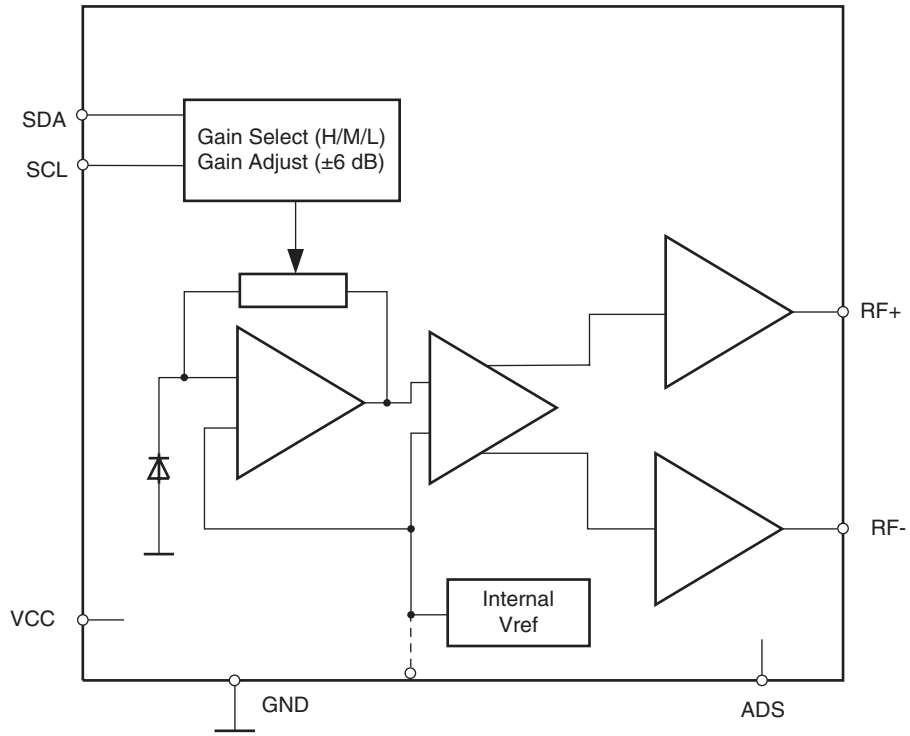 SDA
SCL
Gain Select (H/M/L)
Gain Adjust (±6 dB)
RF+
RF-
Internal
Vref
VCC
GND
ADS